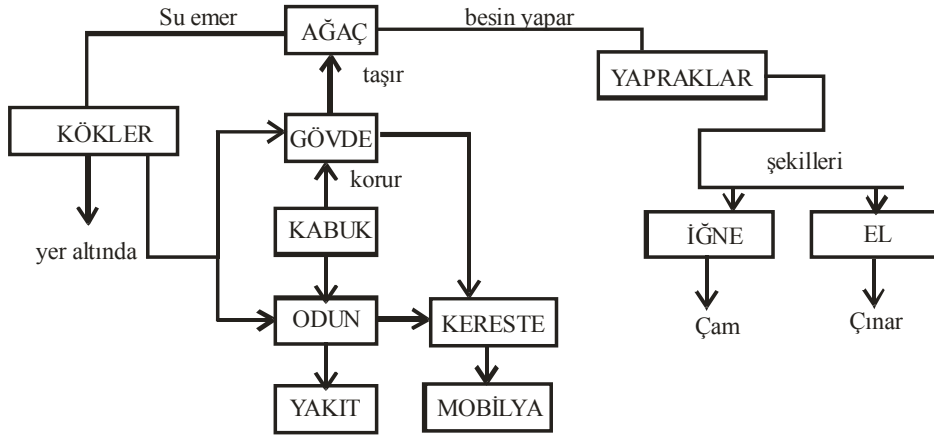 Su emer
AĞAÇ
besin yapar
taşır
YAPRAKLAR
KÖKLER
GÖVDE
korur
şekilleri
KABUK
İĞNE
EL
yer altında
ODUN
KERESTE
Çam
Çınar
YAKIT
MOBİLYA